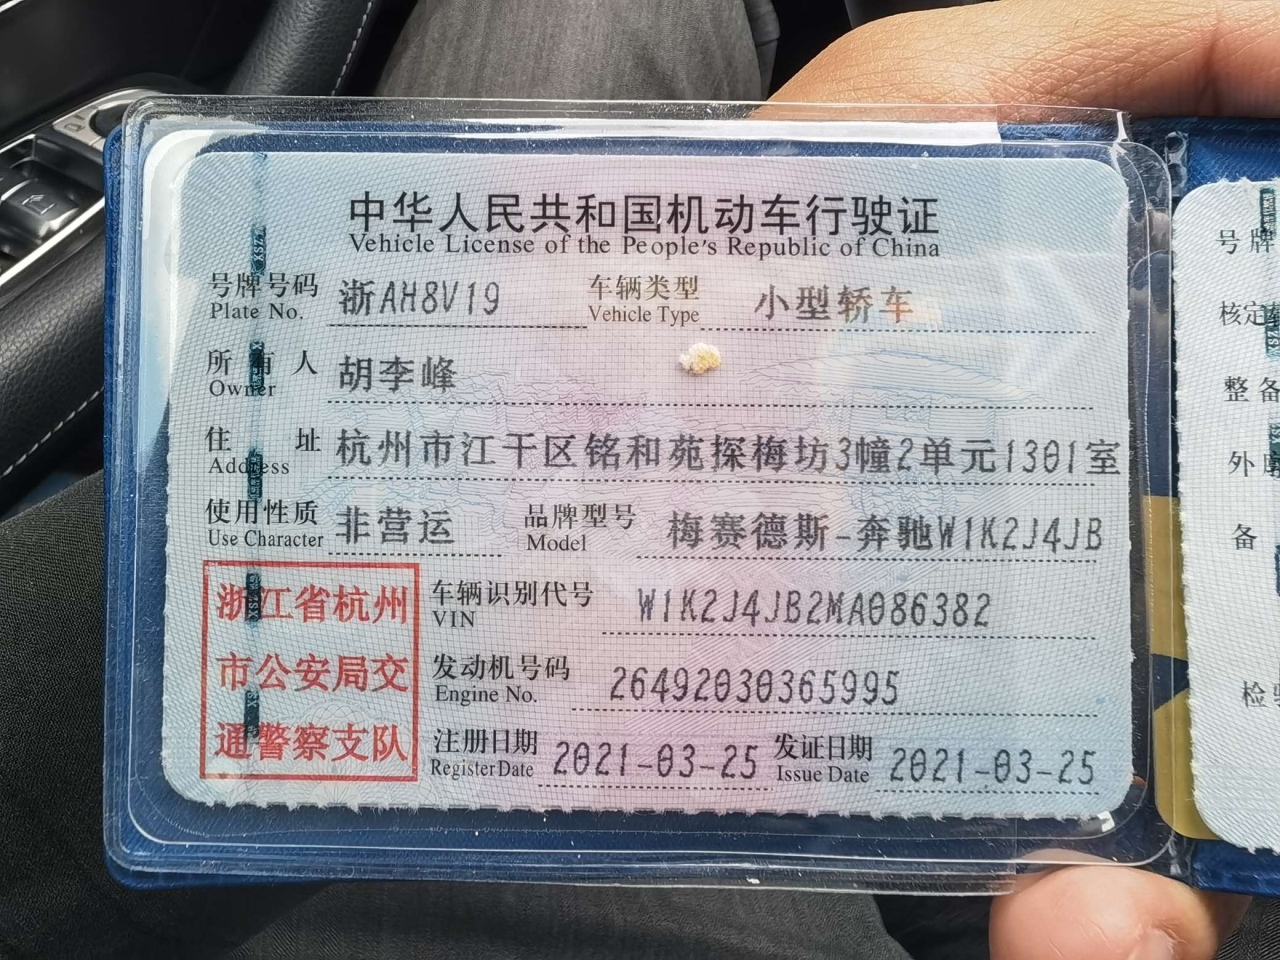 中华人民共和国机动车行驶证
Vehicle License of the People's Republic of China
号牌号码 浙AH8V19 车辆类型 小型轿车
Plate No. Vehicle Type
所有人 胡李峰
Owner
住址 杭州市江干区铭和苑探梅坊3幢2单元1301室
Address
使用性质 非营运 品牌型号 梅赛德斯-奔驰W1K2J4JB
Use Character Model
浙江省杭州
市公安局交
通警察支队
车辆识别代号 W1K2J4JB2MA086382
VIN
发动机号码 26492030365995
Engine No.
注册日期 2021-03-25 发证日期 2021-03-25
Register Date Issue Date
号牌
核定
整备
外
备
检